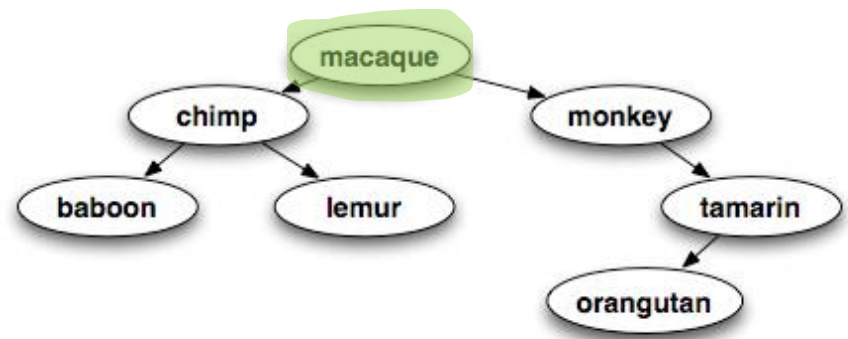 macaque
chimp monkey
baboon lemur tamarin
orangutan